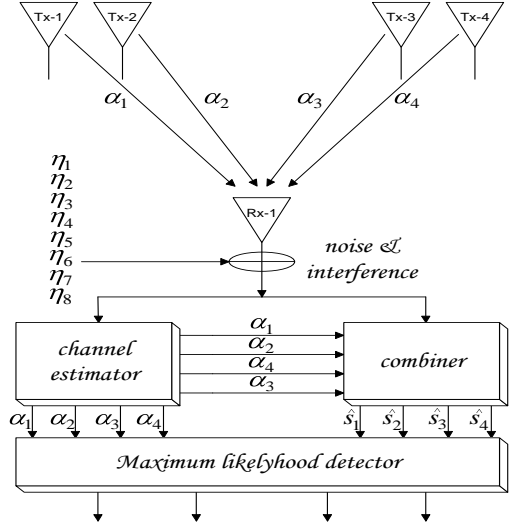 Tx-1 Tx-2 Tx-3 Tx-4
α1 α2 α3 α4
η1
η2
η3
η4
η5
η6
η7
η8
Rx-1
noise &
interference
channel
estimator
α1
α2
α4
α3
combiner
α1 α2 α3 α4
ŝ1 ŝ2 ŝ3 ŝ4
Maximum likelyhood detector